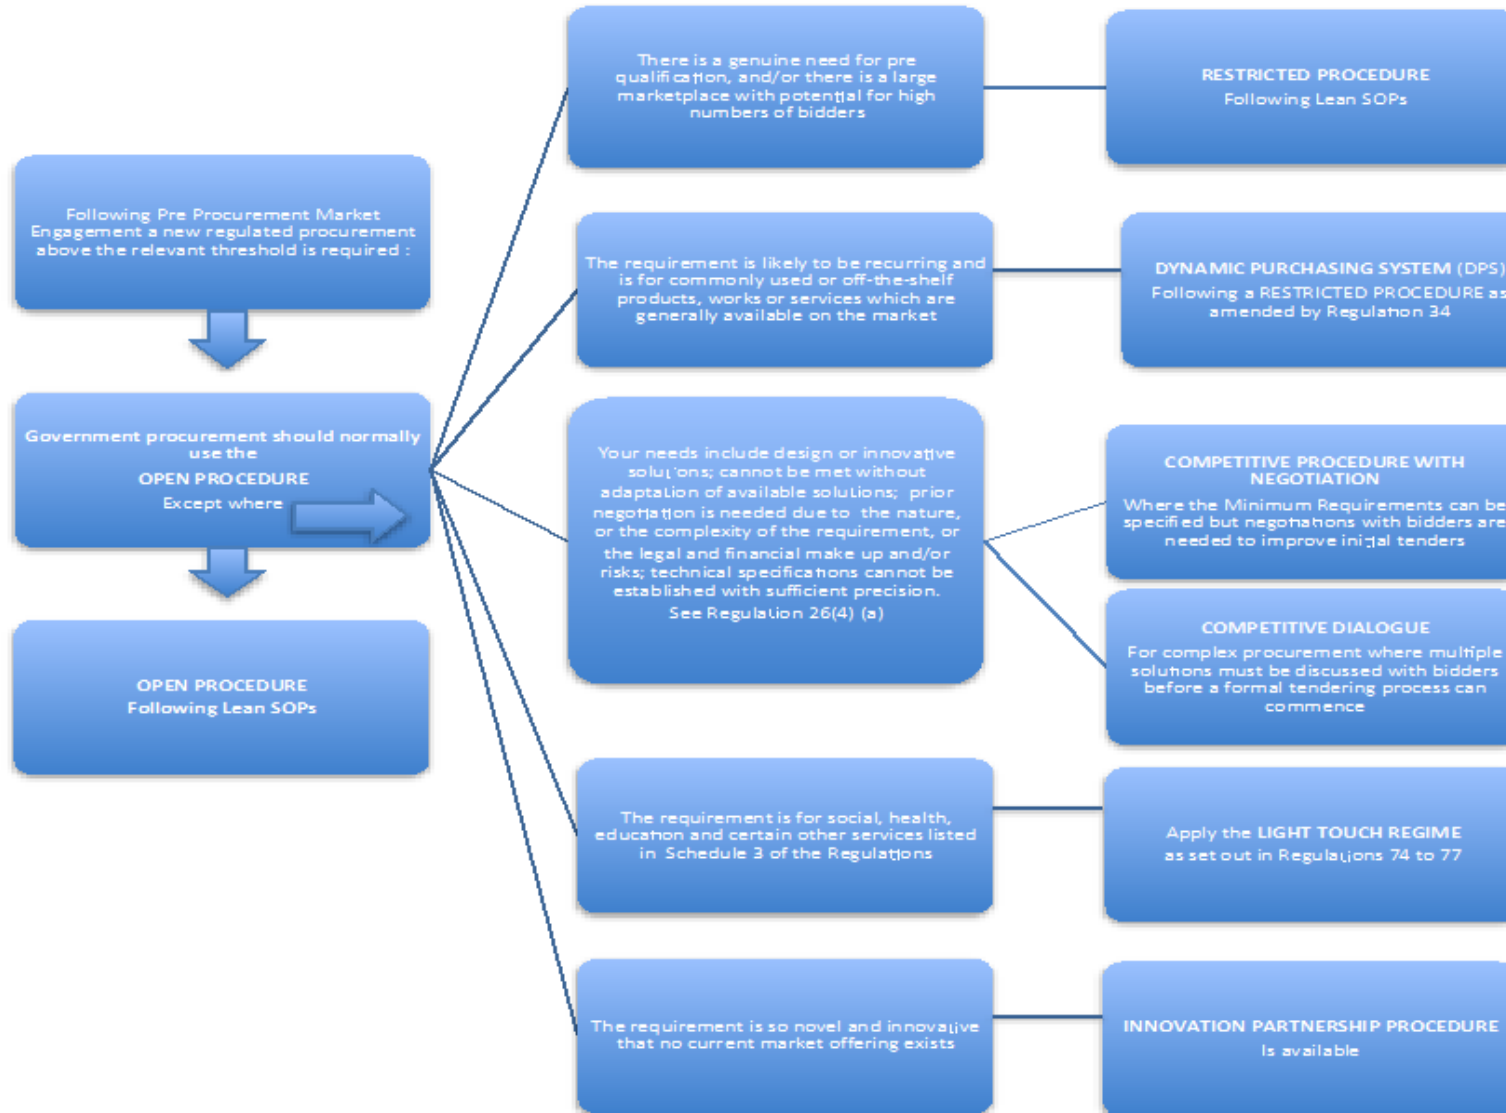 Following Pre Procurement Market
Engagement a new regulated procurement
above the relevant threshold is required :
Government procurement should normally
use the
OPEN PROCEDURE
Except where
OPEN PROCEDURE
Following Lean SOPs
There is a genuine need for pre
qualification, and/or there is a large
marketplace with potential for high
numbers of bidders
RESTRICTED PROCEDURE
Following Lean SOPs
The requirement is likely to be recurring and
is for commonly used or off-the-shelf
products, works or services which are
generally available on the market
DYNAMIC PURCHASING SYSTEM (DPS)
Following a RESTRICTED PROCEDURE as
amended by Regulation 34
Your needs include design or innovative
solutions; cannot be met without
adaptation of available solutions; prior
negotiation is needed due to the nature,
or the complexity of the requirement, or
the legal and financial make up and/or
risks; technical specifications cannot be
established with sufficient precision.
See Regulation 26(4) (a)
COMPETITIVE PROCEDURE WITH
NEGOTIATION
Where the Minimum Requirements can be
specified but negotiations with bidders are
needed to improve initial tenders
COMPETITIVE DIALOGUE
For complex procurement where multiple
solutions must be discussed with bidders
before a formal tendering process can
commence
The requirement is for social, health,
education and certain other services listed
in Schedule 3 of the Regulations
Apply the LIGHT TOUCH REGIME
as set out in Regulations 74 to 77
The requirement is so novel and innovative
that no current market offering exists
INNOVATION PARTNERSHIP PROCEDURE
Is available